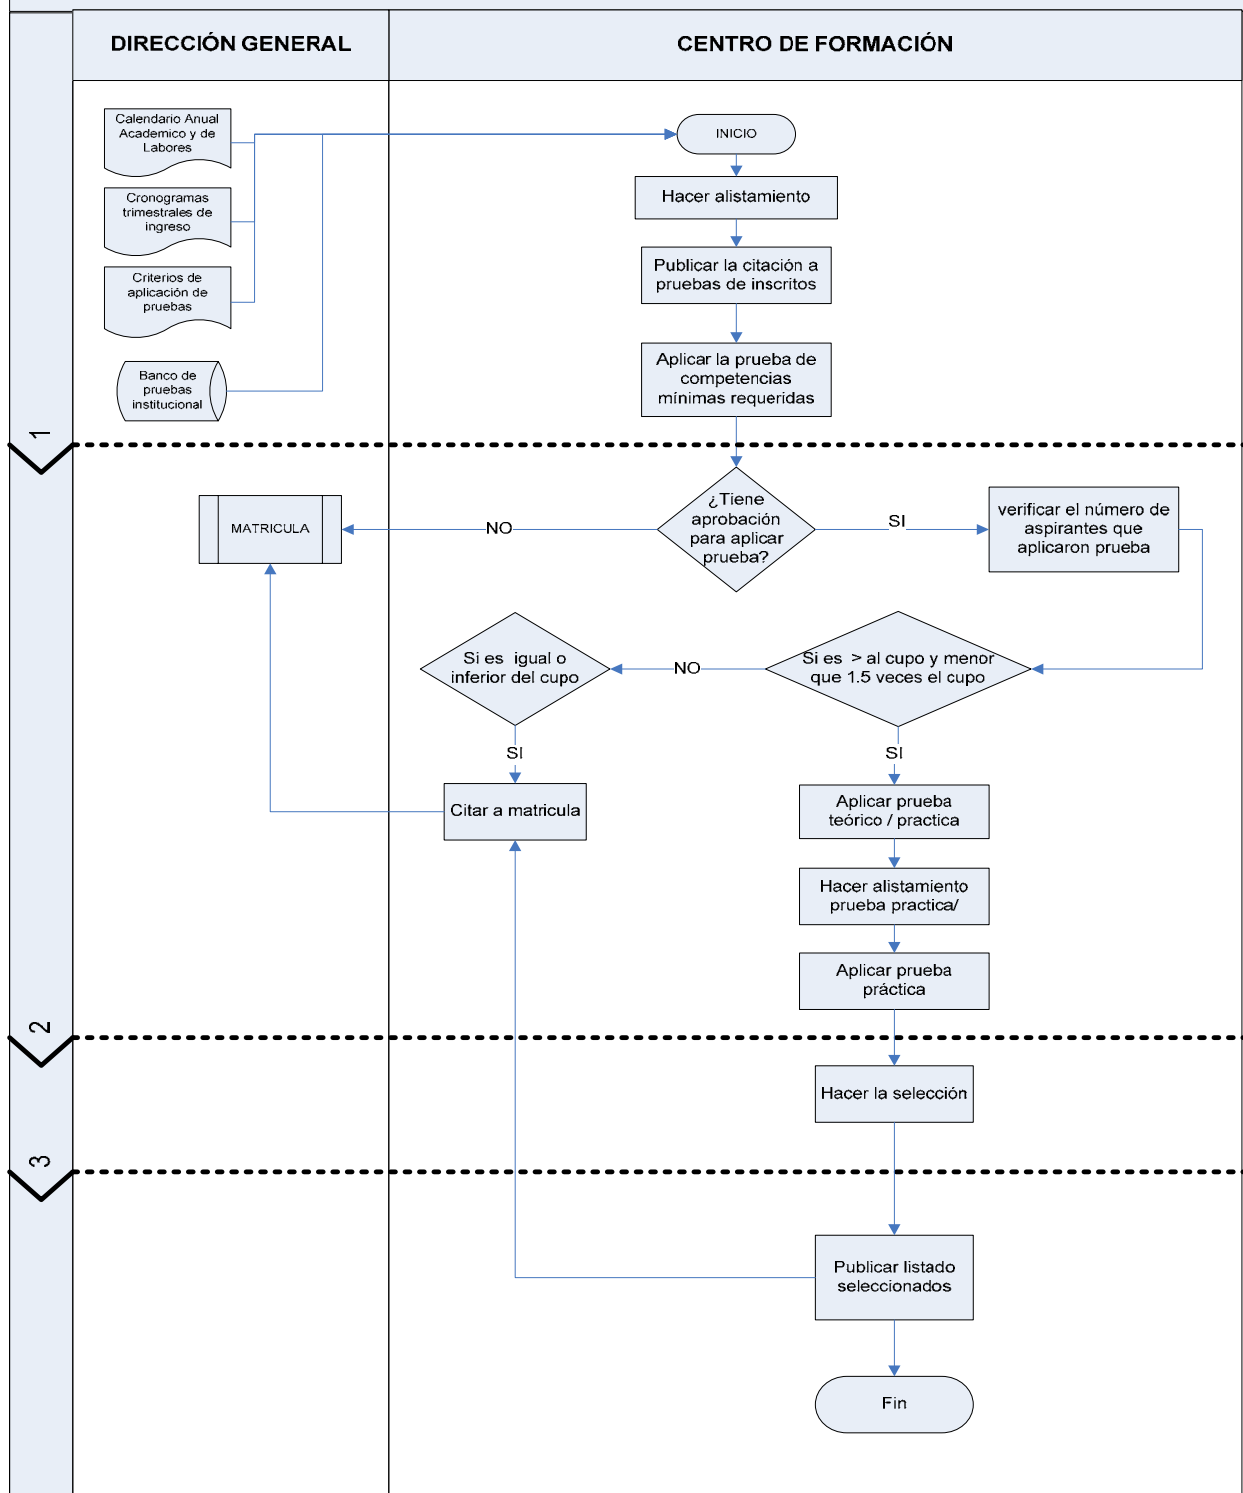 DIRECCIÓN GENERAL
CENTRO DE FORMACIÓN
Calendario Anual
Academico y de
Labores
INICIO
Cronogramas
trimestrales de
ingreso
Hacer alistamiento
Criterios de
aplicación de
pruebas
Publicar la citación a
pruebas de inscritos
Banco de
pruebas
institucional
Aplicar la prueba de
competencias
mínimas requeridas
1
MATRICULA
NO
¿Tiene
aprobación
para aplicar
prueba?
SI
verificar el número de
aspirantes que
aplicaron prueba
Si es igual o
inferior del cupo
NO
Si es > al cupo y menor
que 1.5 veces el cupo
SI
SI
Citar a matricula
Aplicar prueba
teórico / practica
Hacer alistamiento
prueba practica/
Aplicar prueba
práctica
2
Hacer la selección
3
Publicar listado
seleccionados
Fin